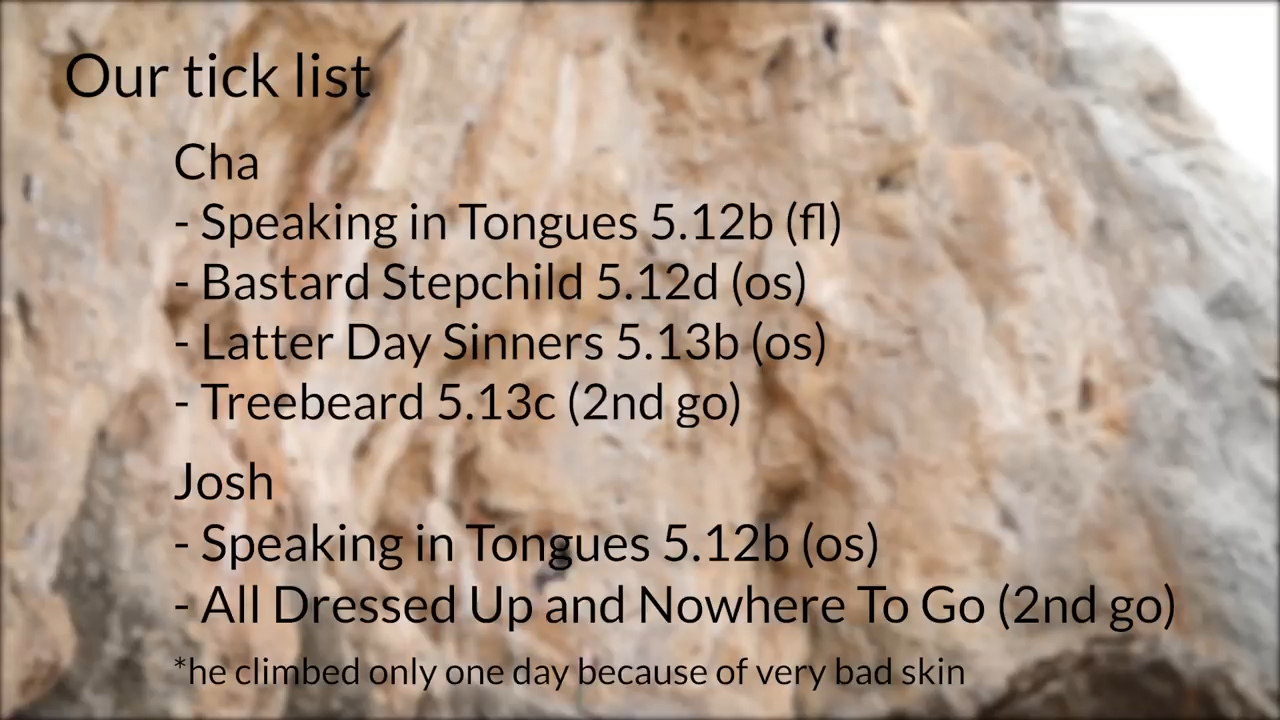 Our tick list
Cha
- Speaking in Tongues 5.12b (fl)
- Bastard Stepchild 5.12d (os)
- Latter Day Sinners 5.13b (os)
- Treebeard 5.13c (2nd go)
Josh
- Speaking in Tongues 5.12b (os)
- All Dressed Up and Nowhere To Go (2nd go)
*he climbed only one day because of very bad skin